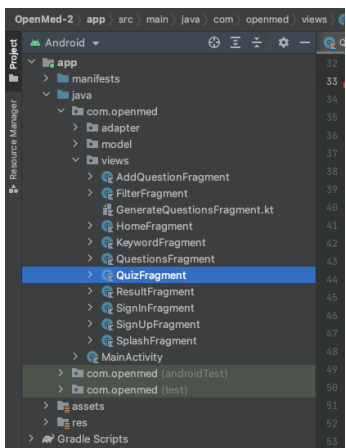 OpenMed-2 › app › src › main › java › com › openmed › views ›
Project
Resource Manager
Android
app
manifests
java
com.openmed
adapter
model
views
AddQuestionFragment
FilterFragment
GenerateQuestionsFragment.kt
HomeFragment
KeywordFragment
QuestionsFragment
QuizFragment
ResultFragment
SignInFragment
SignUpFragment
SplashFragment
MainActivity
com.openmed (androidTest)
com.openmed (test)
assets
res
Gradle Scripts
32
33
34
35
36
37
38
39
40
41
42
43
44
45
46
47
48
49
50
51
52
53